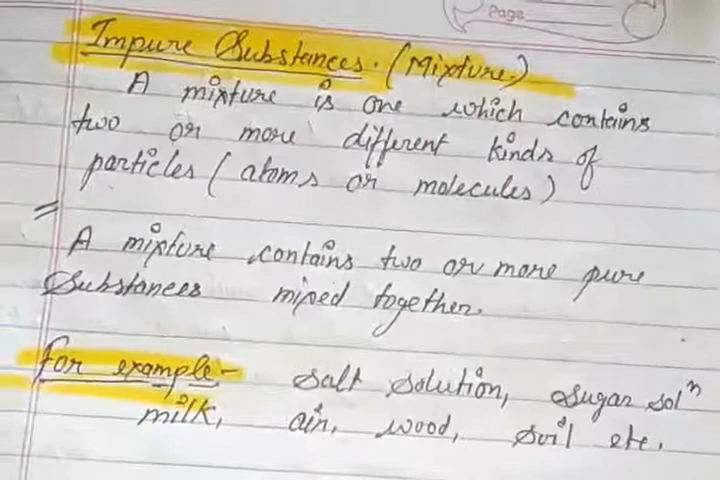 Page
Impure Substances. (Mixture.)
A mixture is one which contains
two or more different kinds of
particles (atoms or molecules)
=
A mixture contains two or more pure
Substances mixed together.
For example- salt solution, sugar solⁿ
milk, air, wood, soil etc.